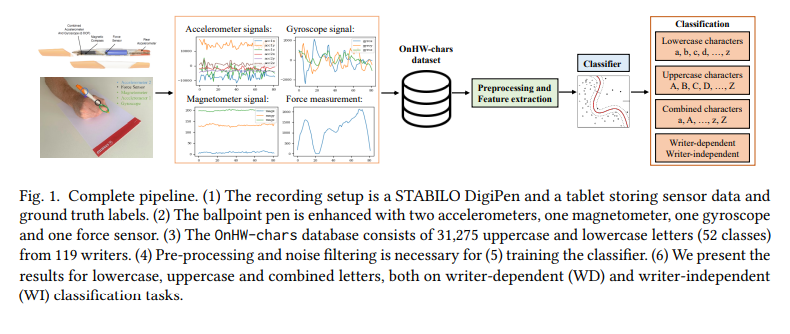 Combined
Accelerometer
Magnetic
Force
Sensor
Rear
Accelerometer
Force Sensor
Accelerometer signals:
Gyroscope signal:
Magnetometer signal:
Force measurement:
OnHW-chars
dataset
Preprocessing and
Feature extraction
Classifier
Classification
Lowercase characters
a, b, c, d, …, z
Uppercase characters
A, B, C, D, …, Z
Combined characters
a, A, …, z, Z
Writer-dependent
Writer-independent
Fig. 1. Complete pipeline. (1) The recording setup is a STABILO DigiPen and a tablet storing sensor data and
ground truth labels. (2) The ballpoint pen is enhanced with two accelerometers, one magnetometer, one gyroscope
and one force sensor. (3) The OnHW-chars database consists of 31,275 uppercase and lowercase letters (52 classes)
from 119 writers. (4) Pre-processing and noise filtering is necessary for (5) training the classifier. (6) We present the
results for lowercase, uppercase and combined letters, both on writer-dependent (WD) and writer-independent
(WI) classification tasks.